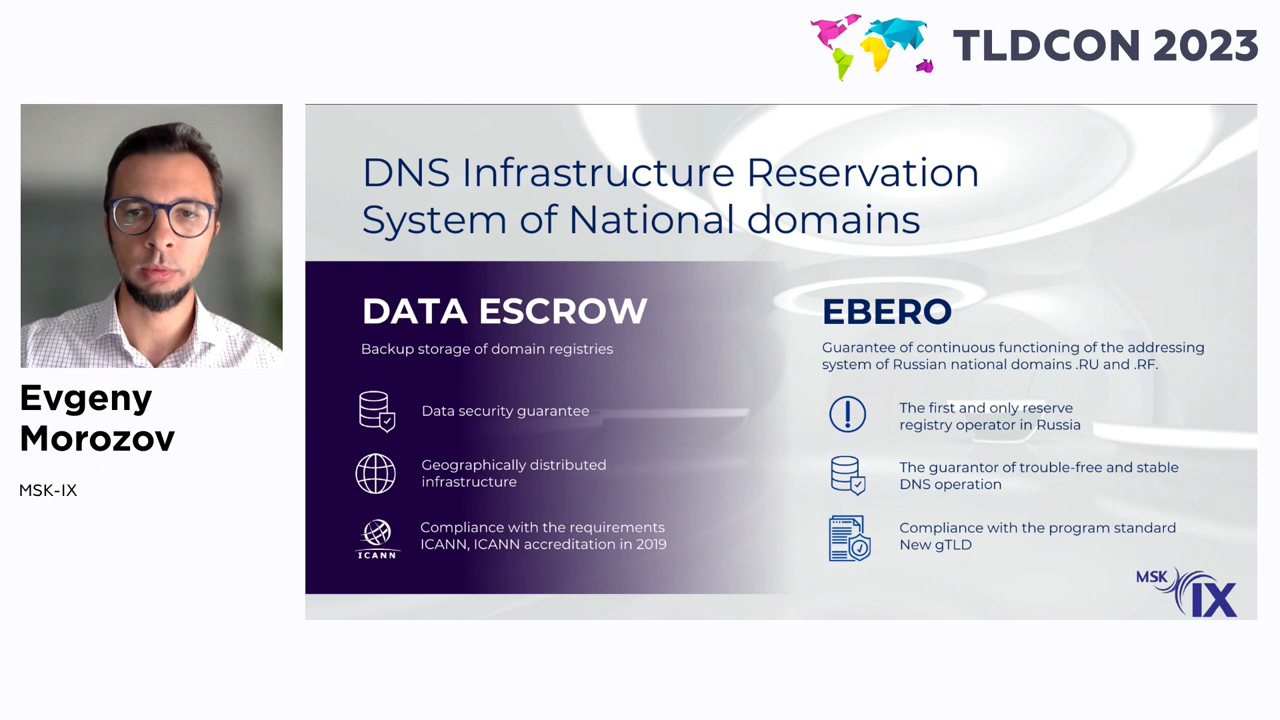 TLDCON 2023
Evgeny
Morozov
MSK-IX
DNS Infrastructure Reservation
System of National domains
DATA ESCROW
Backup storage of domain registries
Data security guarantee
Geographically distributed
infrastructure
ICANN
Compliance with the requirements
ICANN, ICANN accreditation in 2019
EBERO
Guarantee of continuous functioning of the addressing
system of Russian national domains .RU and .RF.
The first and only reserve
registry operator in Russia
The guarantor of trouble-free and stable
DNS operation
Compliance with the program standard
New gTLD
MSK IX